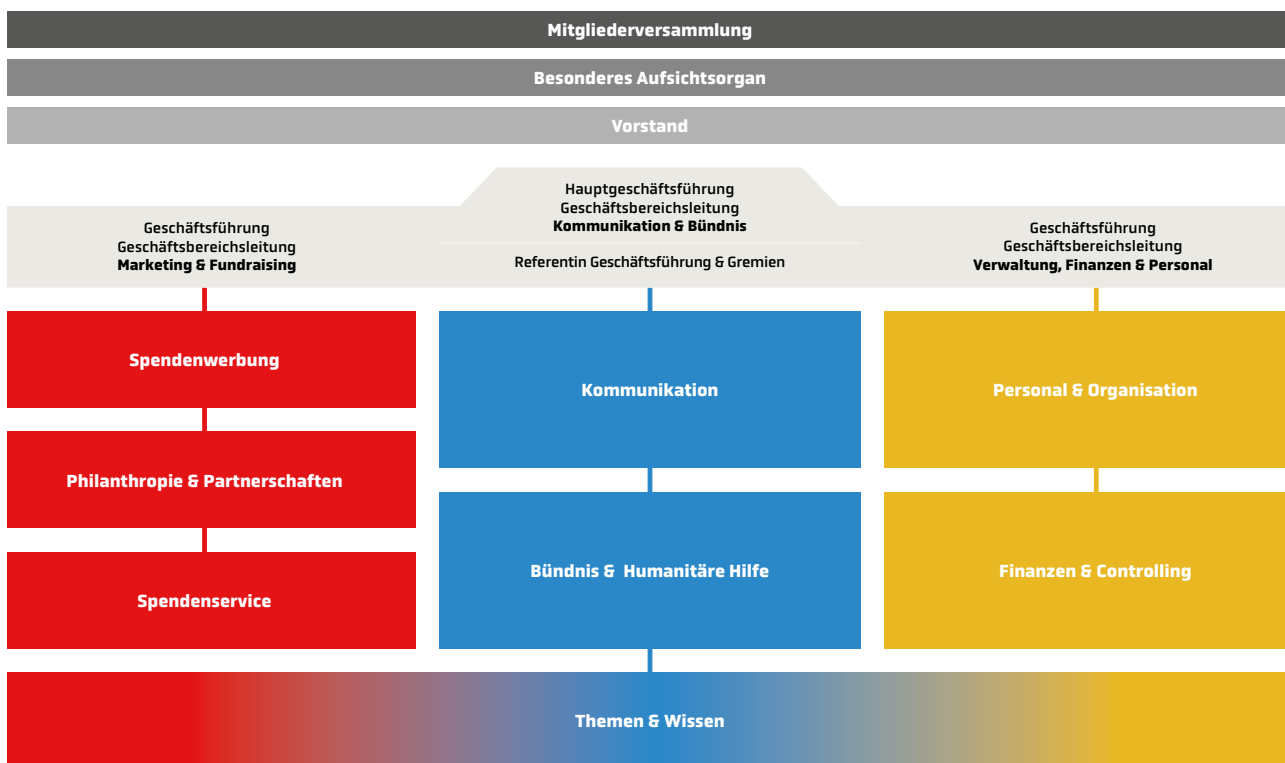 Mitgliederversammlung
Besonderes Aufsichtsorgan
Vorstand
Hauptgeschäftsführung
Geschäftsbereichsleitung
Kommunikation & Bündnis
Referentin Geschäftsführung & Gremien
Geschäftsführung
Geschäftsbereichsleitung
Marketing & Fundraising
Geschäftsführung
Geschäftsbereichsleitung
Verwaltung, Finanzen & Personal
Spendenwerbung
Philanthropie & Partnerschaften
Spendenservice
Kommunikation
Bündnis & Humanitäre Hilfe
Personal & Organisation
Finanzen & Controlling
Themen & Wissen